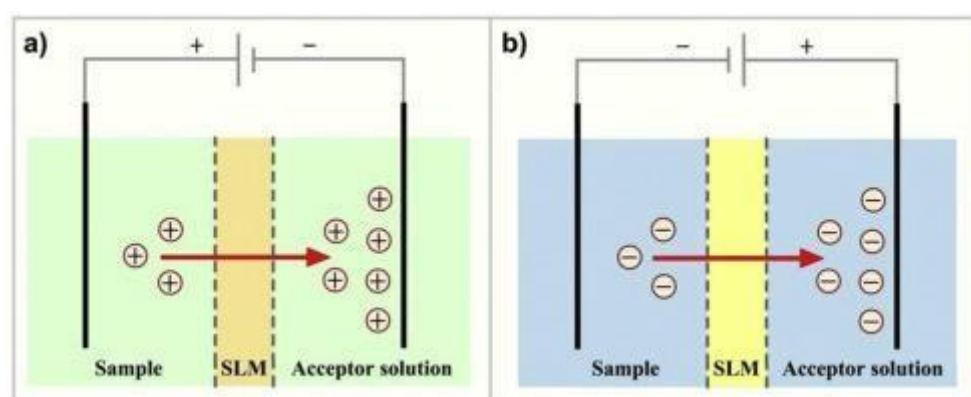 a)
+ −
+ + + + + + + + +
Sample SLM Acceptor solution
b)
− +
− − − − − − − − −
Sample SLM Acceptor solution